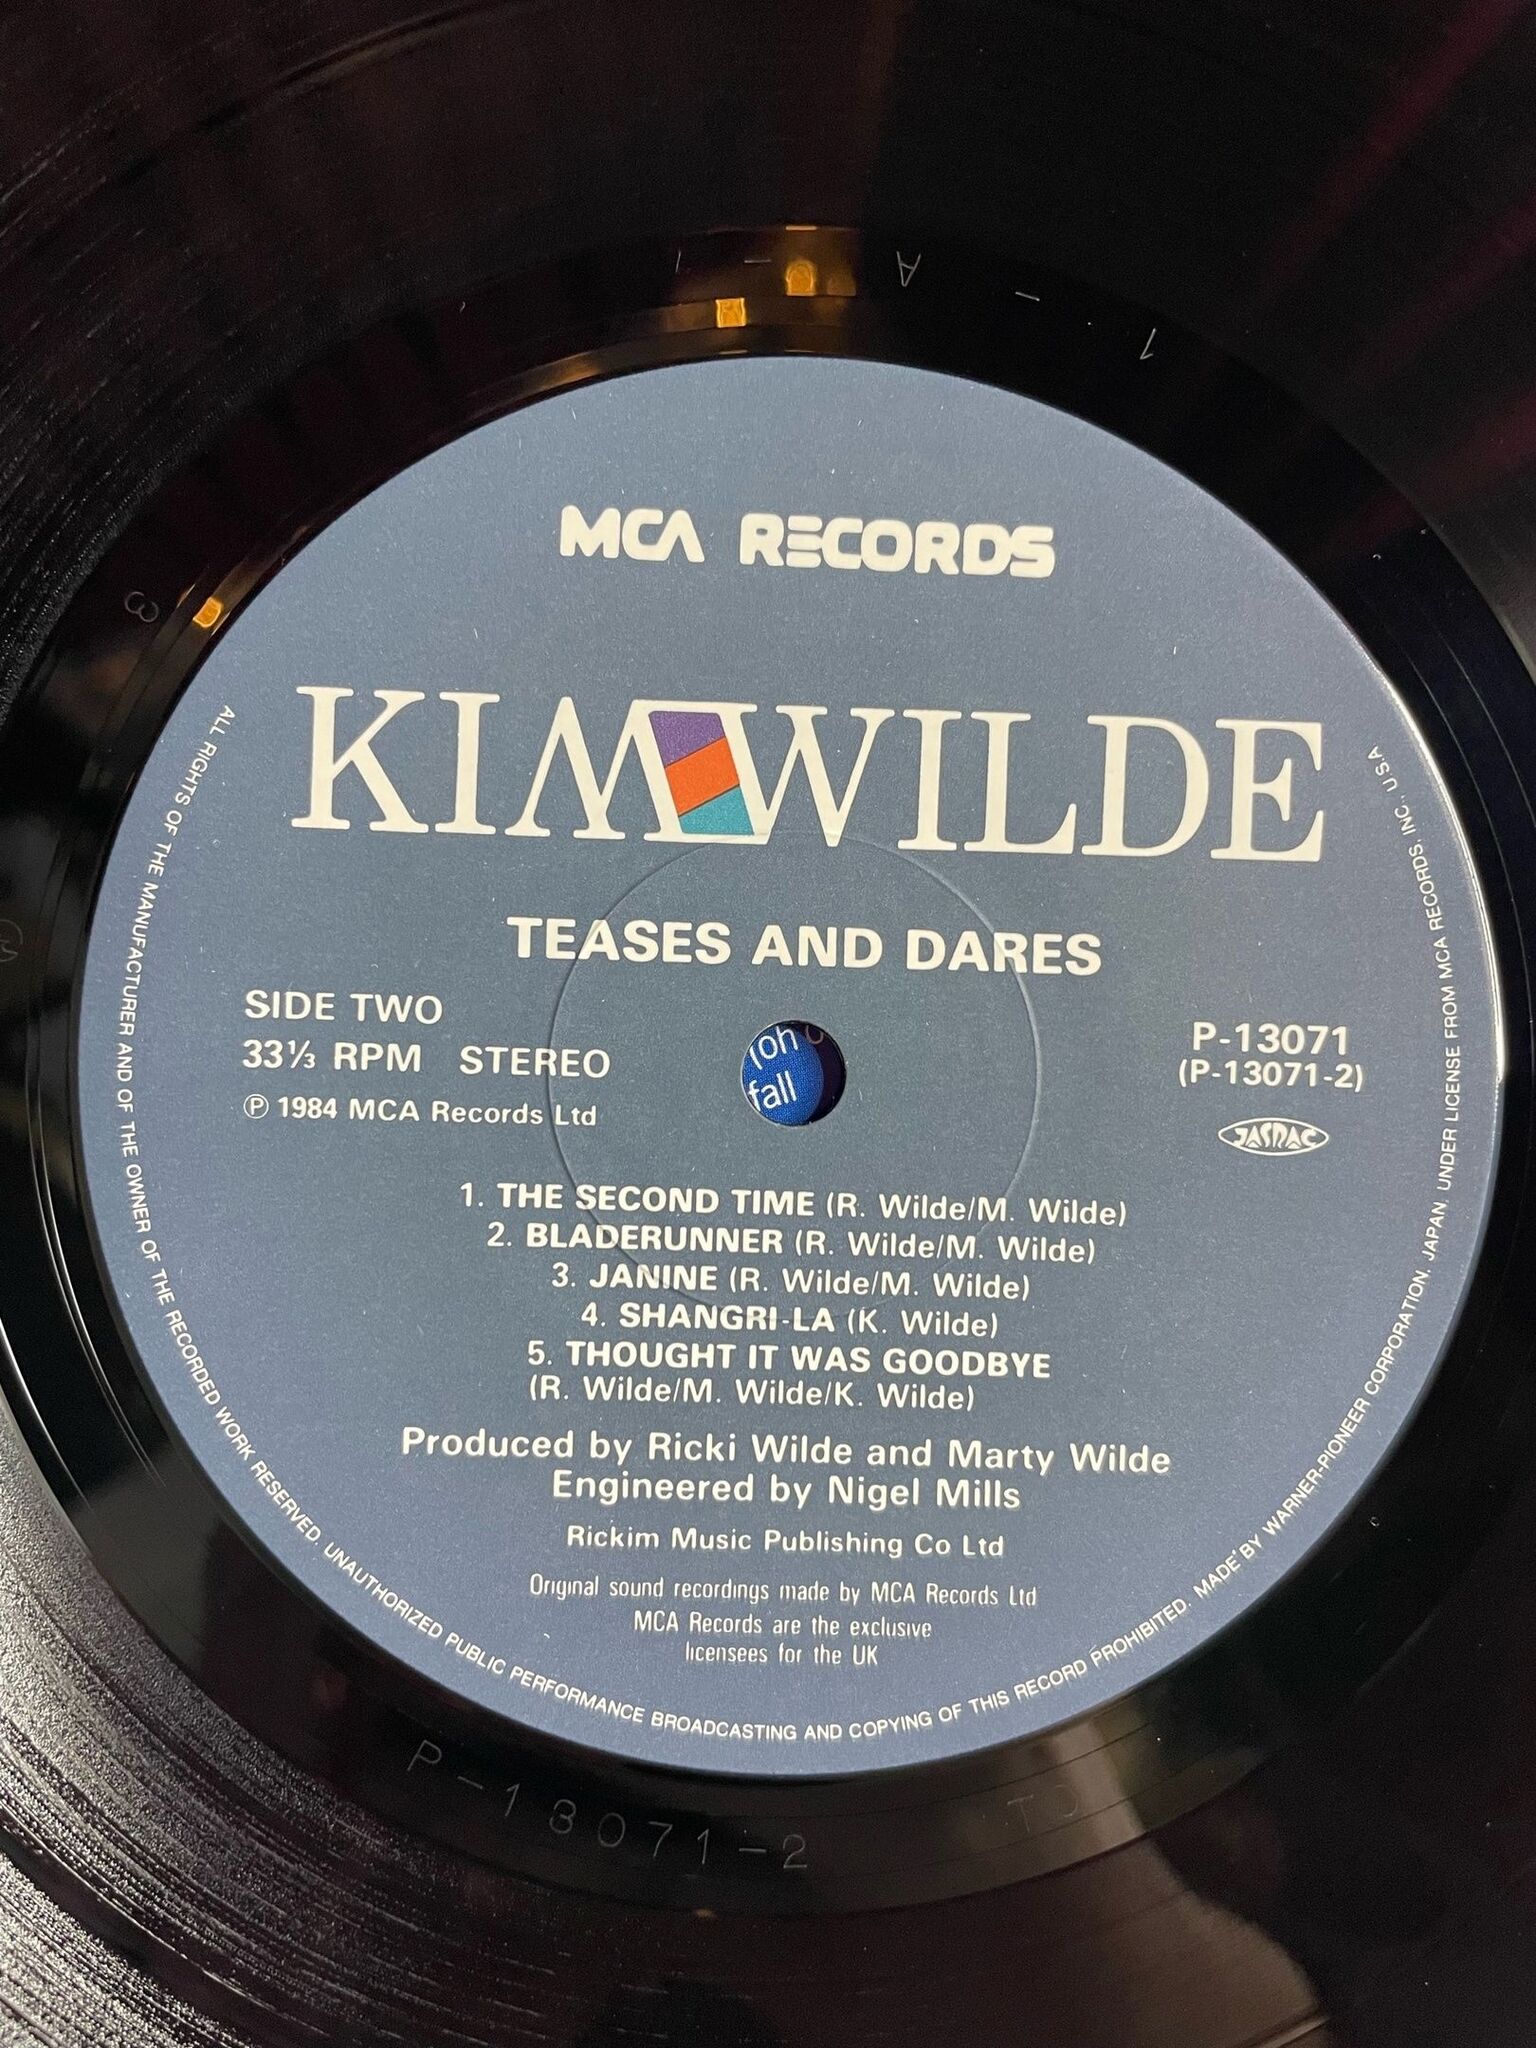 1 - A - 1
3
MCA RECORDS
KIM WILDE
TEASES AND DARES
SIDE TWO
33⅓ RPM STEREO
Ⓟ 1984 MCA Records Ltd
P-13071
(P-13071-2)
JASRAC
(oh
fall
1. THE SECOND TIME (R. Wilde/M. Wilde)
2. BLADERUNNER (R. Wilde/M. Wilde)
3. JANINE (R. Wilde/M. Wilde)
4. SHANGRI-LA (K. Wilde)
5. THOUGHT IT WAS GOODBYE
(R. Wilde/M. Wilde/K. Wilde)
Produced by Ricki Wilde and Marty Wilde
Engineered by Nigel Mills
Rickim Music Publishing Co Ltd
Original sound recordings made by MCA Records Ltd
MCA Records are the exclusive
licensees for the UK
ALL RIGHTS OF THE MANUFACTURER AND OF THE OWNER OF THE RECORDED WORK RESERVED. UNAUTHORIZED PUBLIC PERFORMANCE BROADCASTING AND COPYING OF THIS RECORD PROHIBITED. MADE BY WARNER-PIONEER CORPORATION, JAPAN. UNDER LICENSE FROM MCA RECORDS, INC., U.S.A
P-13071-2